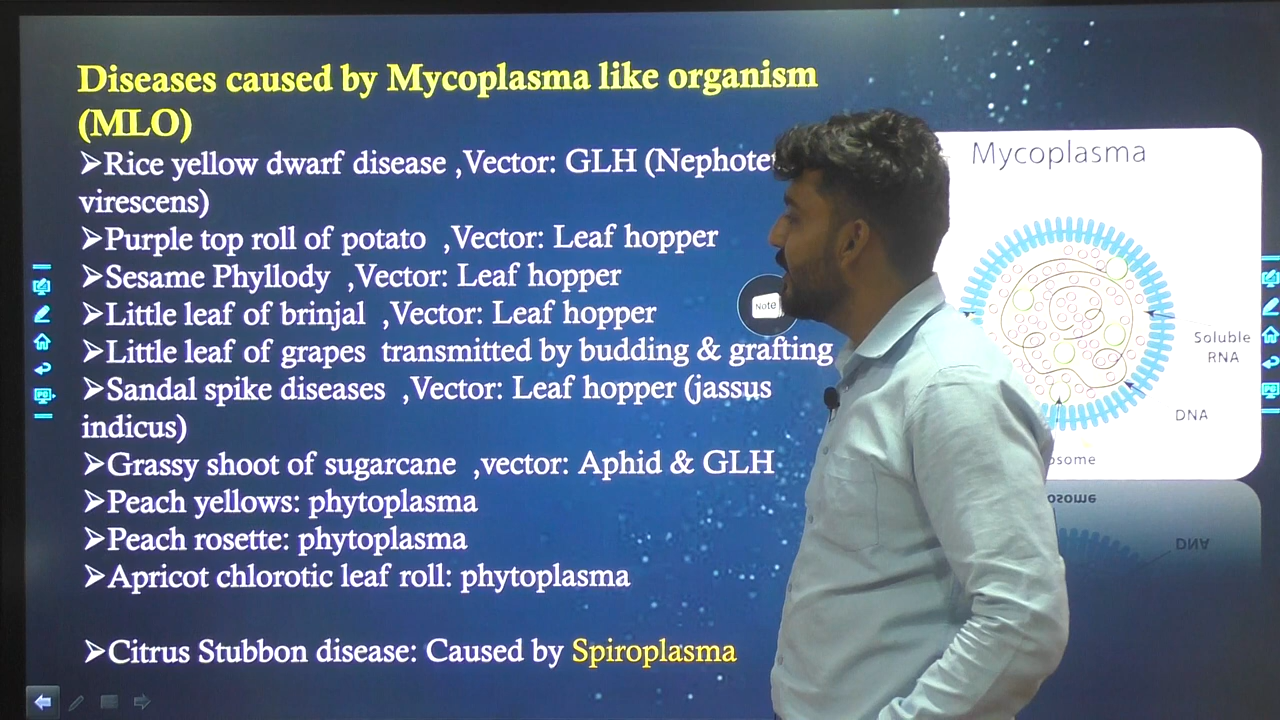 Diseases caused by Mycoplasma like organism
(MLO)
➤Rice yellow dwarf disease ,Vector: GLH
virescens)
➤Purple top roll of potato ,Vector: Leaf hopper
➤Sesame Phyllody ,Vector: Leaf hopper
➤Little leaf of brinjal ,Vector: Leaf hopper
➤Little leaf of grapes transmitted by budding & grafting
➤Sandal spike diseases ,Vector: Leaf hopper (jassus
indicus)
➤Grassy shoot of sugarcane ,vector: Aphid & GLH
➤Peach yellows: phytoplasma
➤Peach rosette: phytoplasma
➤Apricot chlorotic leaf roll: phytoplasma
➤Citrus Stubbon disease: Caused by Spiroplasma
Note
Mycoplasma
Soluble
RNA
DNA